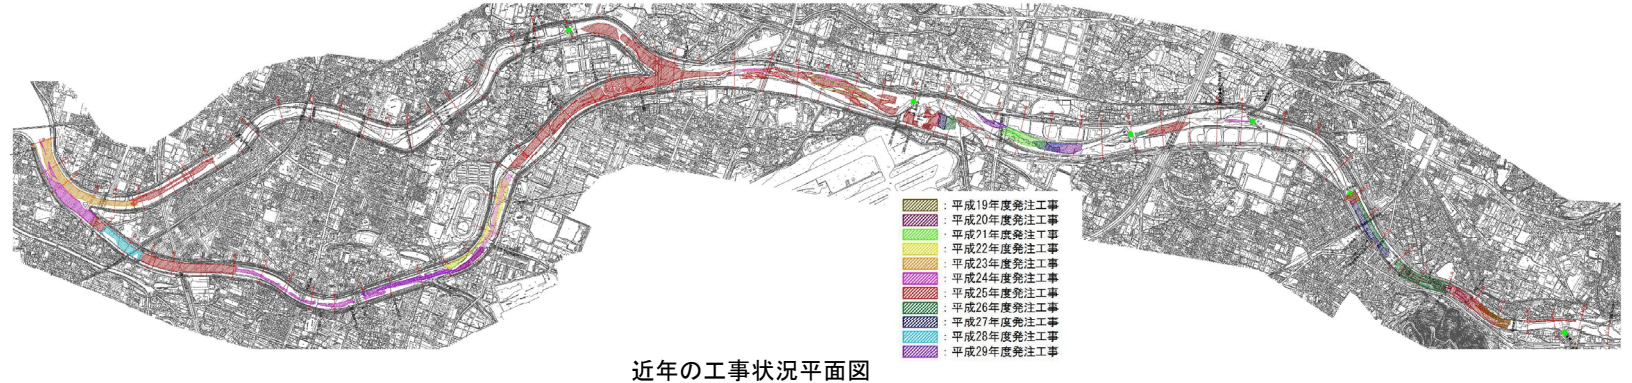 ：平成19年度発注工事
：平成20年度発注工事
：平成21年度発注工事
：平成22年度発注工事
：平成23年度発注工事
：平成24年度発注工事
：平成25年度発注工事
：平成26年度発注工事
：平成27年度発注工事
：平成28年度発注工事
：平成29年度発注工事
近年の工事状況平面図